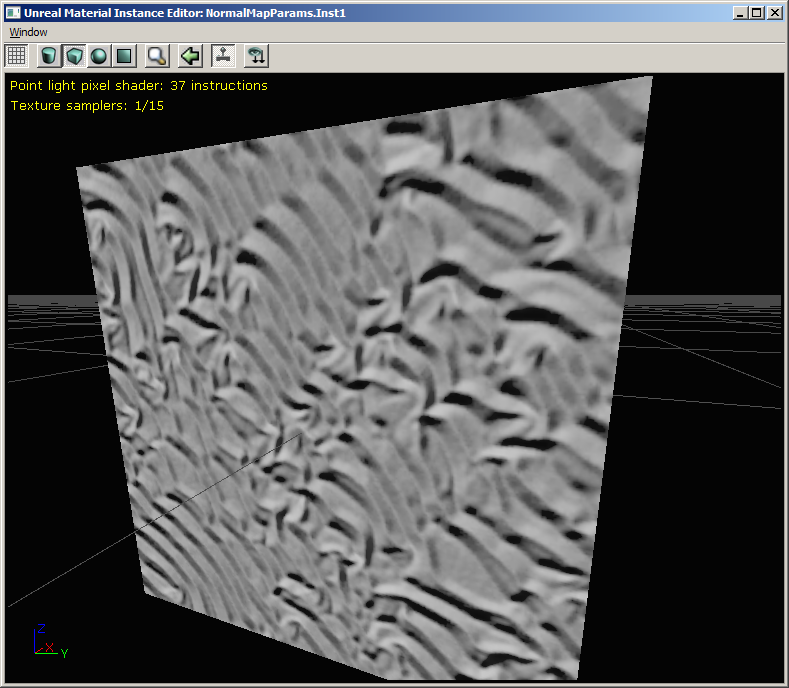 Unreal Material Instance Editor: NormalMapParams.Inst1
Window
Point light pixel shader: 37 instructions
Texture samplers: 1/15
Z
X
Y